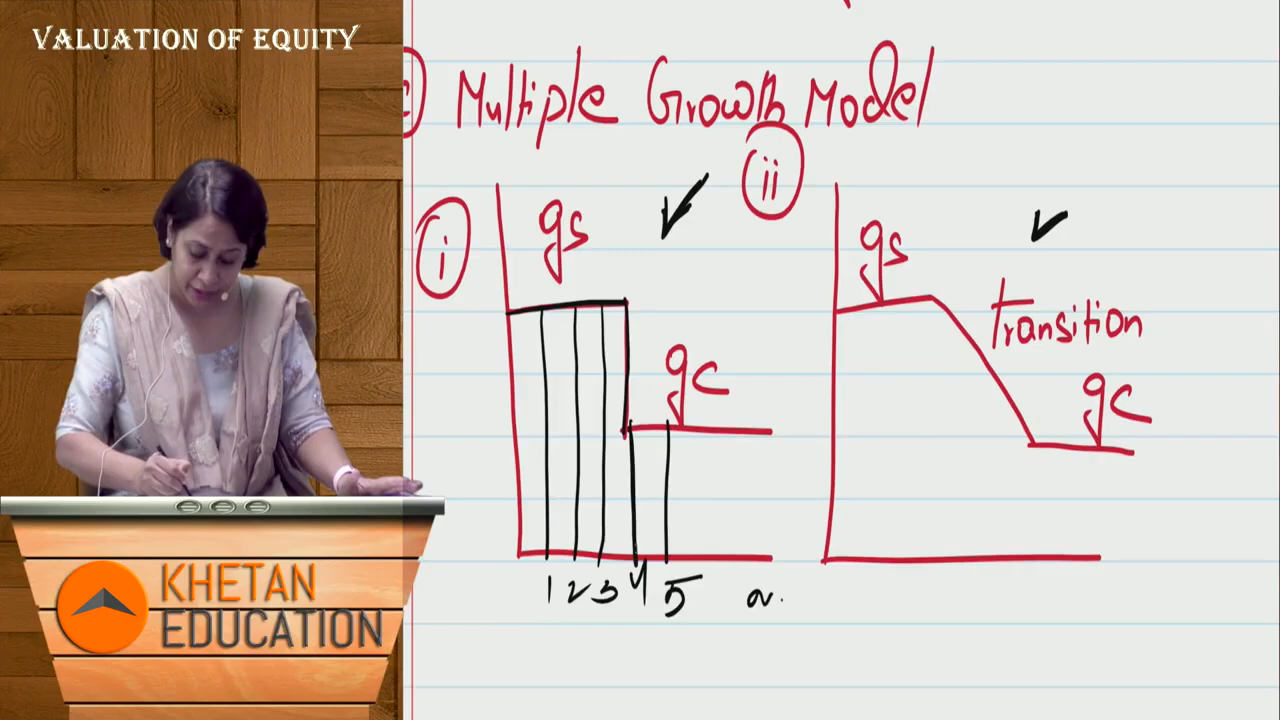 VALUATION OF EQUITY
Multiple Growth Model
i
gs
gc
1 2 3 4 5
ii
gs
Transition
gc
KHETAN
EDUCATION